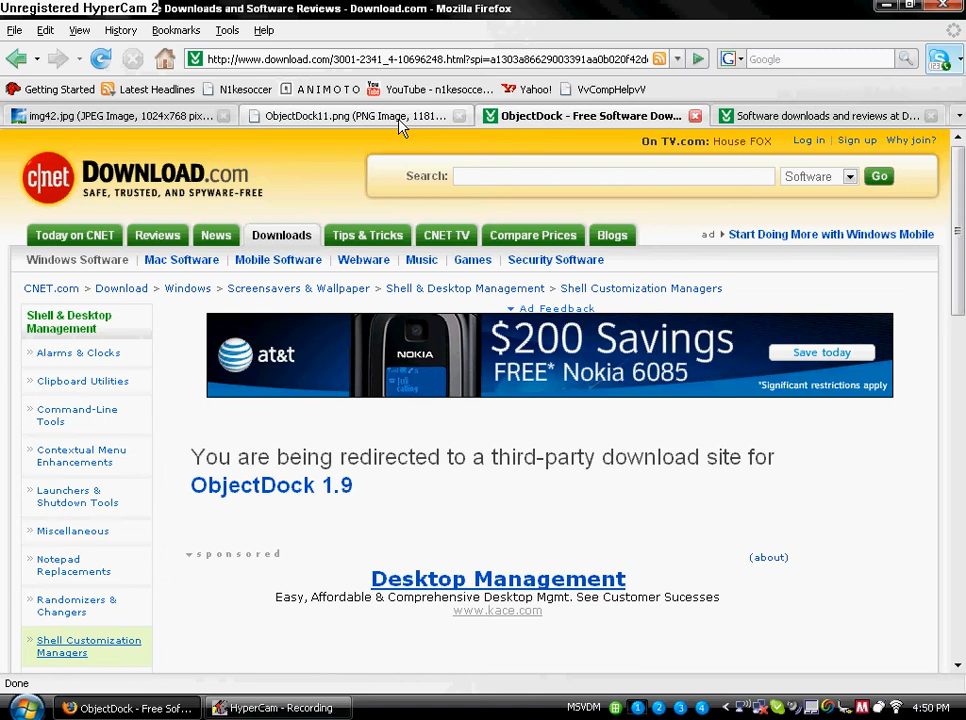 Unregistered HyperCam 2
Downloads and Software Reviews - Download.com - Mozilla Firefox
File Edit View History Bookmarks Tools Help
http://www.download.com/3001-2341_4-10696248.html?spi=a1303a86629003391aa0b020f42d
Google
Getting Started Latest Headlines N1kesoccer A N I M O T O YouTube - n1kesocce... Yahoo! VvCompHelpvV
img42.jpg (JPEG Image, 1024x768 pix... ObjectDock11.png (PNG Image, 1181... ObjectDock - Free Software Dow... Software downloads and reviews at D...
On TV.com: House FOX Log in Sign up Why join?
c|net DOWNLOAD.com
SAFE, TRUSTED, AND SPYWARE-FREE
Search: Software Go
Today on CNET Reviews News Downloads Tips & Tricks CNET TV Compare Prices Blogs ad Start Doing More with Windows Mobile
Windows Software Mac Software Mobile Software Webware Music Games Security Software
CNET.com > Download > Windows > Screensavers & Wallpaper > Shell & Desktop Management > Shell Customization Managers
Ad Feedback
Shell & Desktop
Management
Alarms & Clocks
Clipboard Utilities
Command-Line
Tools
Contextual Menu
Enhancements
Launchers &
Shutdown Tools
Miscellaneous
Notepad
Replacements
Randomizers &
Changers
Shell Customization
Managers
at&t
NOKIA
$200 Savings
FREE* Nokia 6085
Save today
*Significant restrictions apply
You are being redirected to a third-party download site for
ObjectDock 1.9
sponsored (about)
Desktop Management
Easy, Affordable & Comprehensive Desktop Mgmt. See Customer Sucesses
www.kace.com
Done
ObjectDock - Free Sof... HyperCam - Recording MSVDM 1 2 3 4 4:50 PM